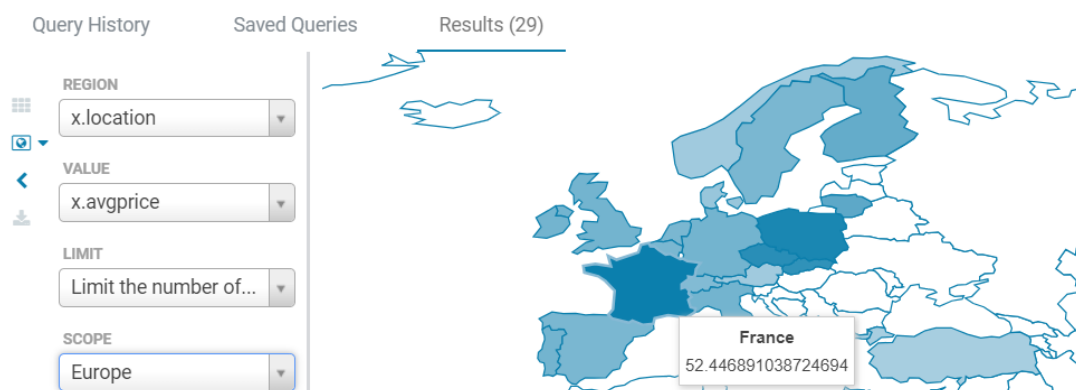 Query History Saved Queries Results (29)
REGION
x.location
VALUE
x.avgprice
LIMIT
Limit the number of...
SCOPE
Europe
France
52.446891038724694